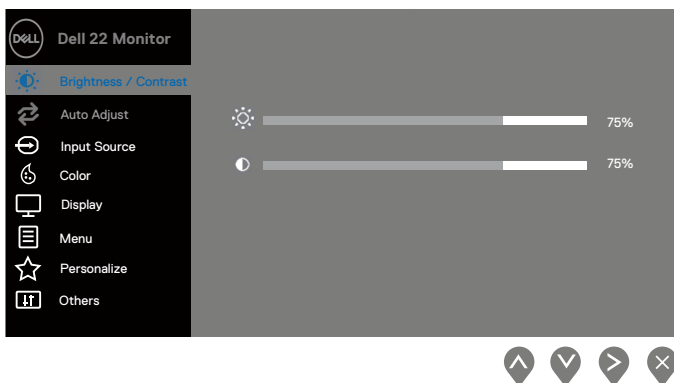 DELL
Dell 22 Monitor
Brightness / Contrast
Auto Adjust
75%
Input Source
75%
Color
Display
Menu
Personalize
Others